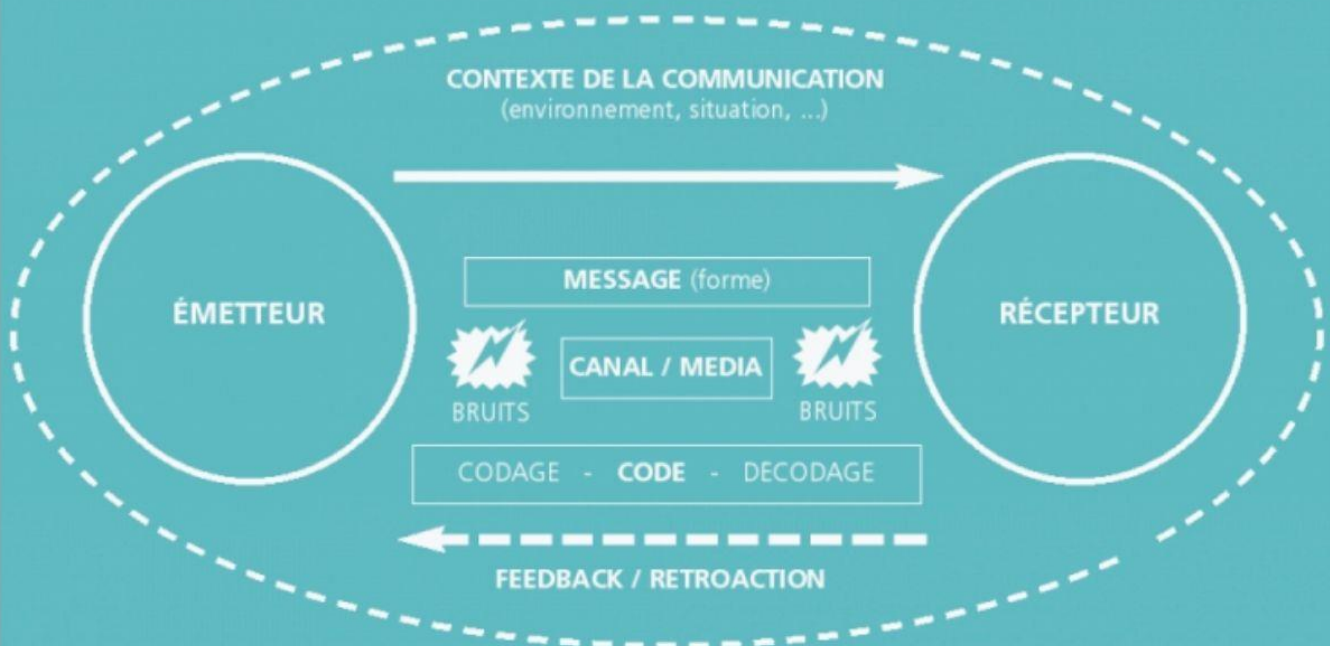 CONTEXTE DE LA COMMUNICATION
(environnement, situation, ...)
ÉMETTEUR
MESSAGE (forme)
RÉCEPTEUR
CANAL / MEDIA
BRUITS
BRUITS
CODAGE - CODE - DECODAGE
FEEDBACK / RETROACTION